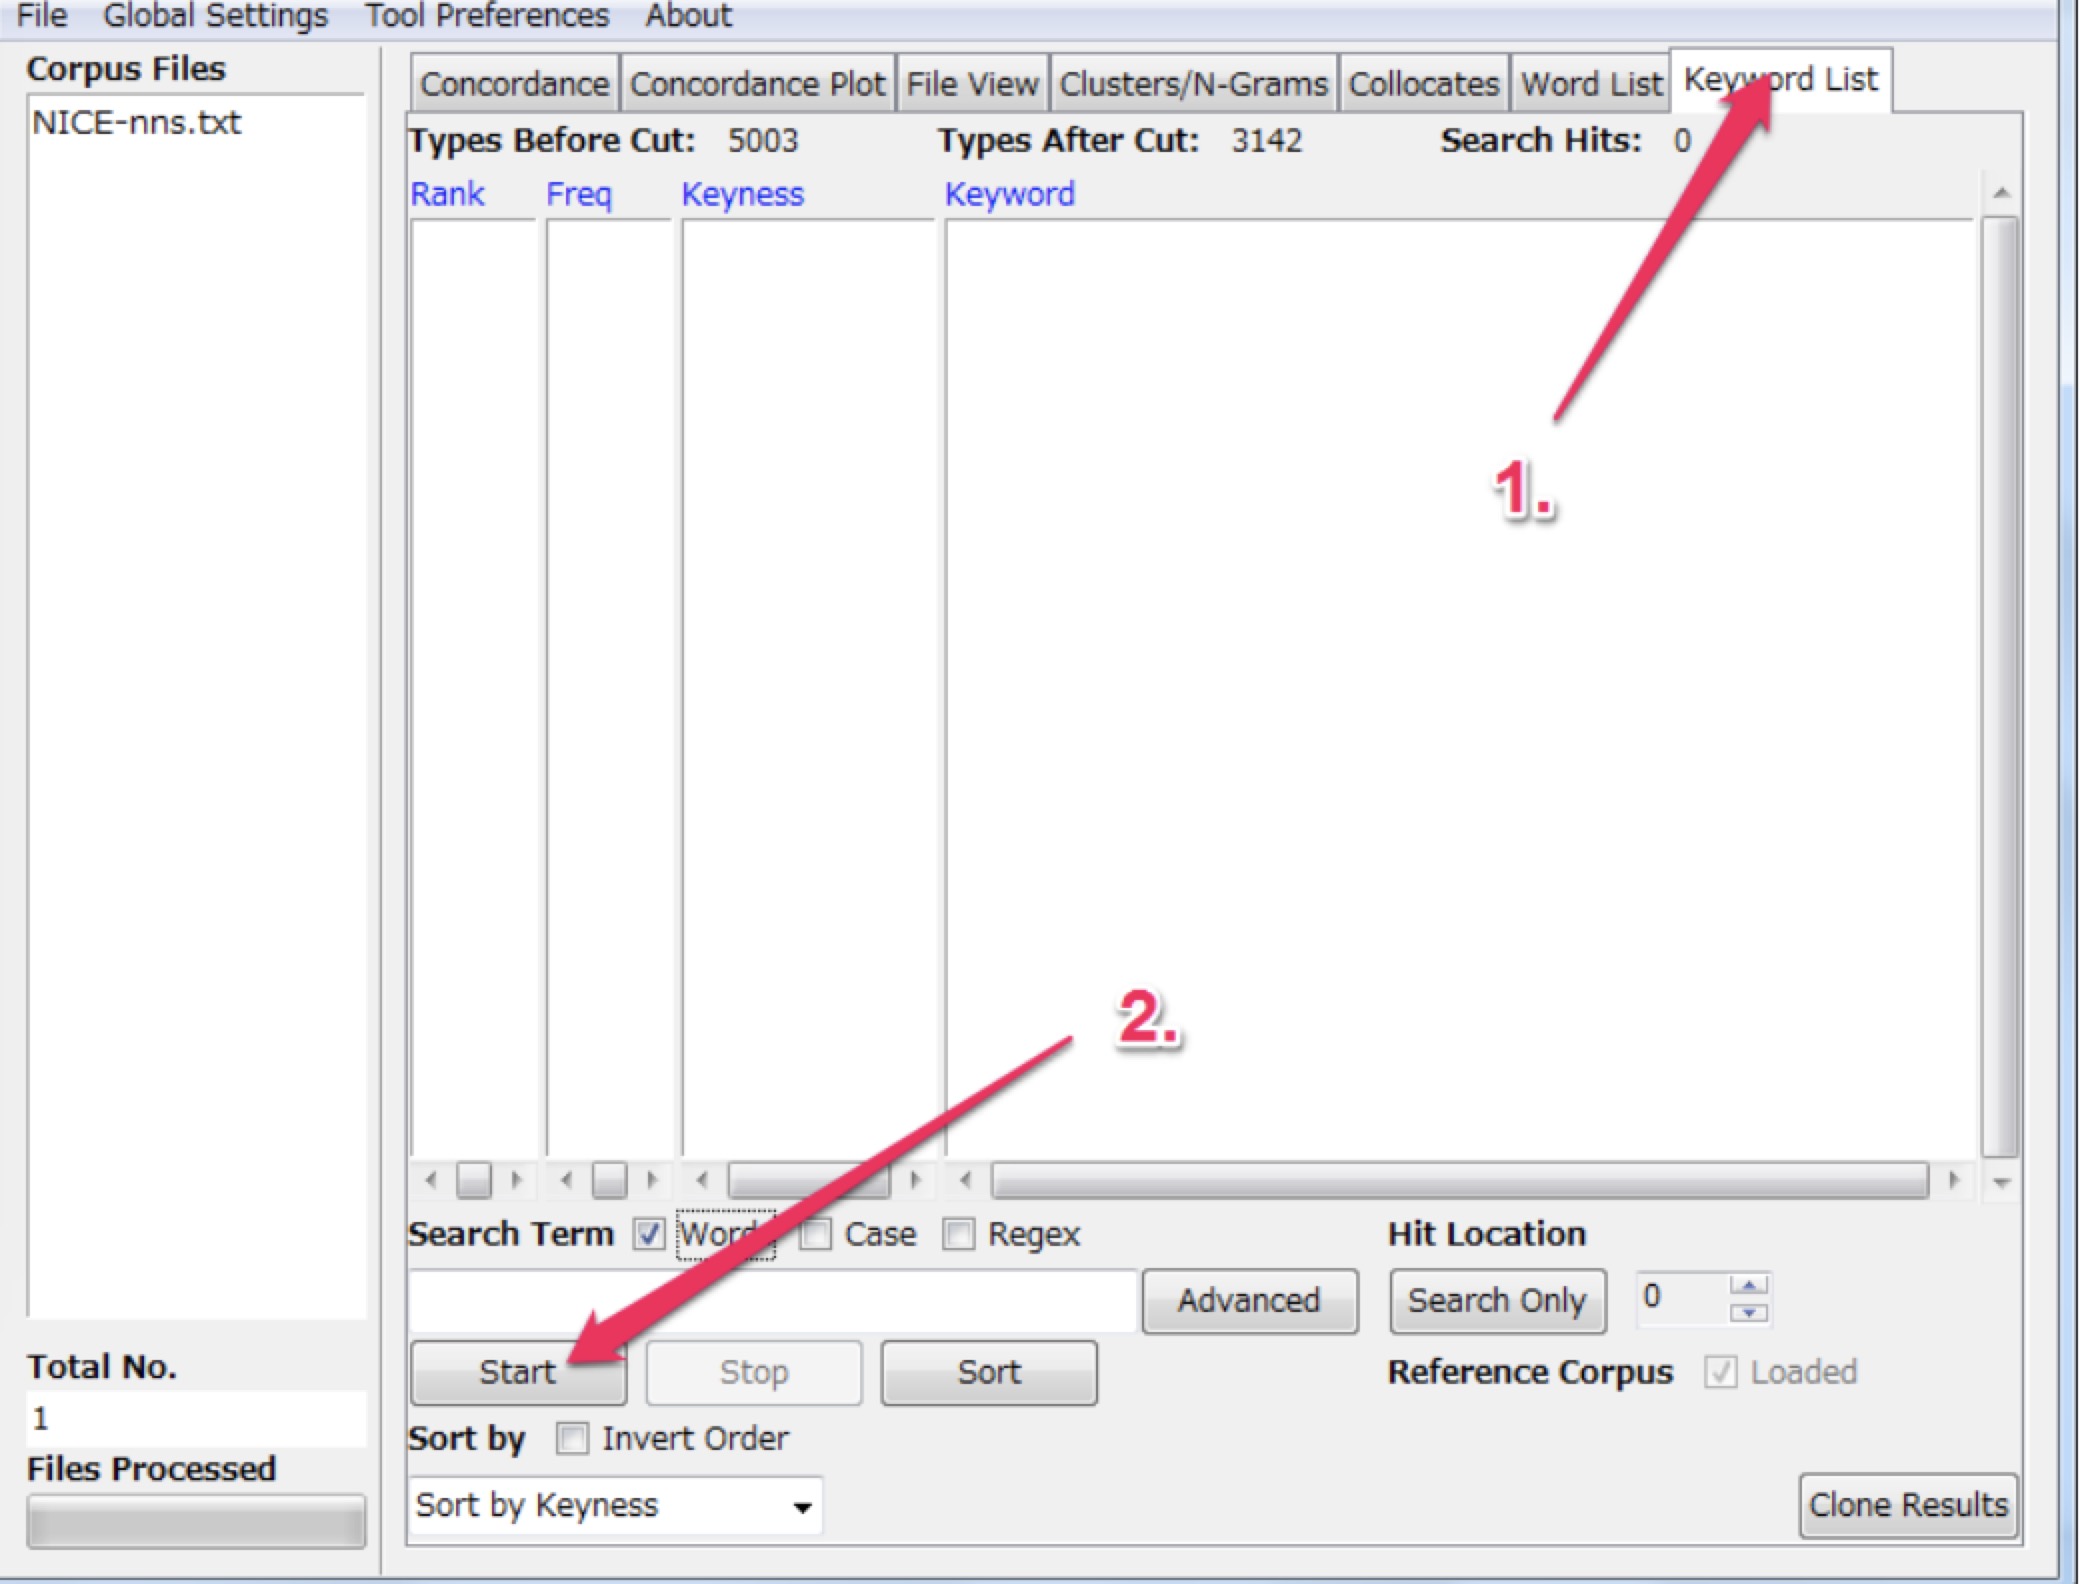 File Global Settings Tool Preferences About
Corpus Files
NICE-nns.txt
Concordance Concordance Plot File View Clusters/N-Grams Collocates Word List Keyword List
Types Before Cut: 5003 Types After Cut: 3142 Search Hits: 0
Rank Freq Keyness Keyword
1.
2.
Search Term Words Case Regex Hit Location
Advanced Search Only 0
Total No.
1
Start Stop Sort Reference Corpus Loaded
Sort by Invert Order
Files Processed
Sort by Keyness Clone Results